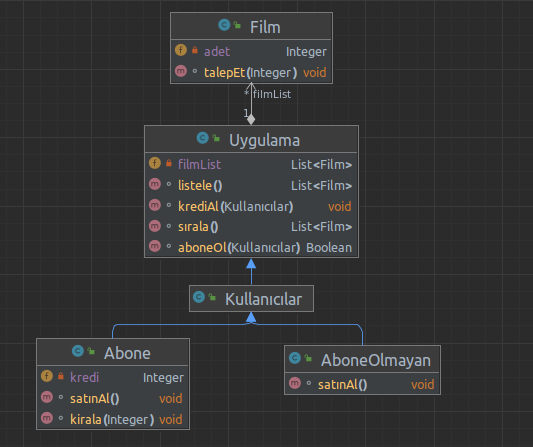 Film
adet Integer
talepEt(Integer) void
* filmList
1
Uygulama
filmList List<Film>
listele() List<Film>
krediAl(Kullanıcılar) void
sırala() List<Film>
aboneOl(Kullanıcılar) Boolean
Kullanıcılar
Abone
kredi Integer
satınAl() void
kirala(Integer) void
AboneOlmayan
satınAl() void